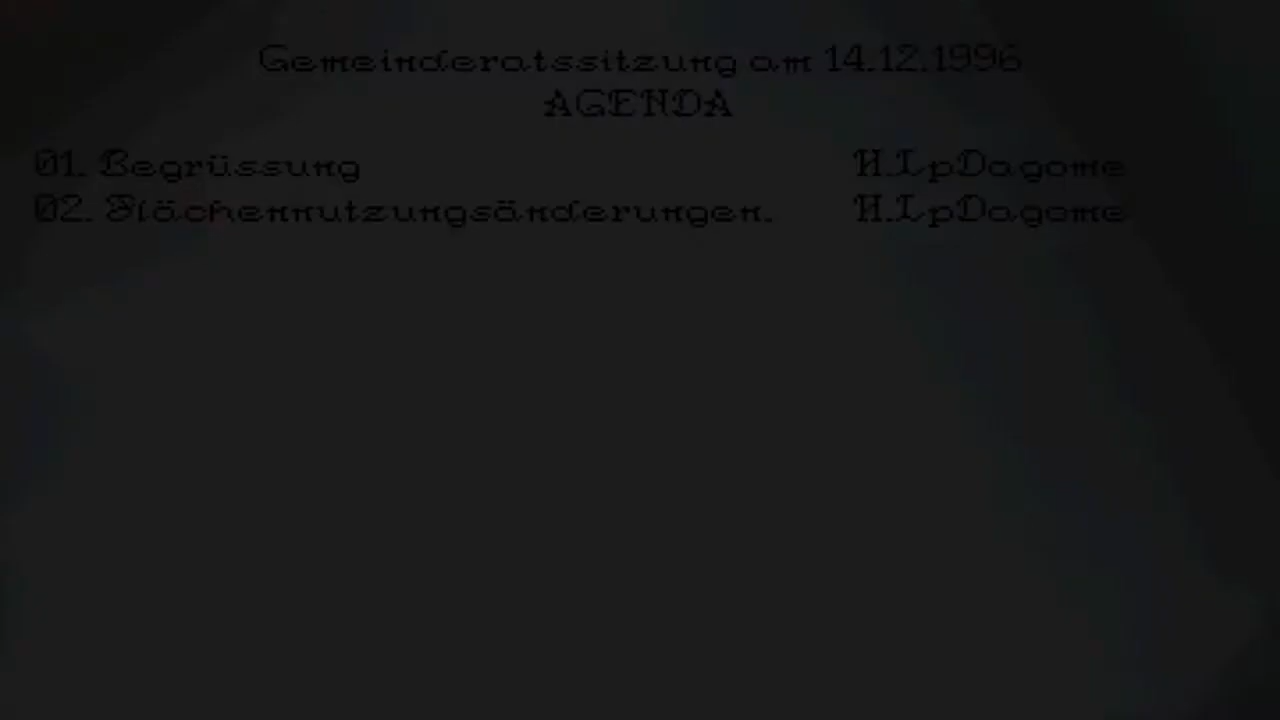 Gemeinderatssitzung am 14.12.1996
AGENDA
01. Begrüssung H.LpDagome
02. Flächennutzungsänderungen. H.LpDagome